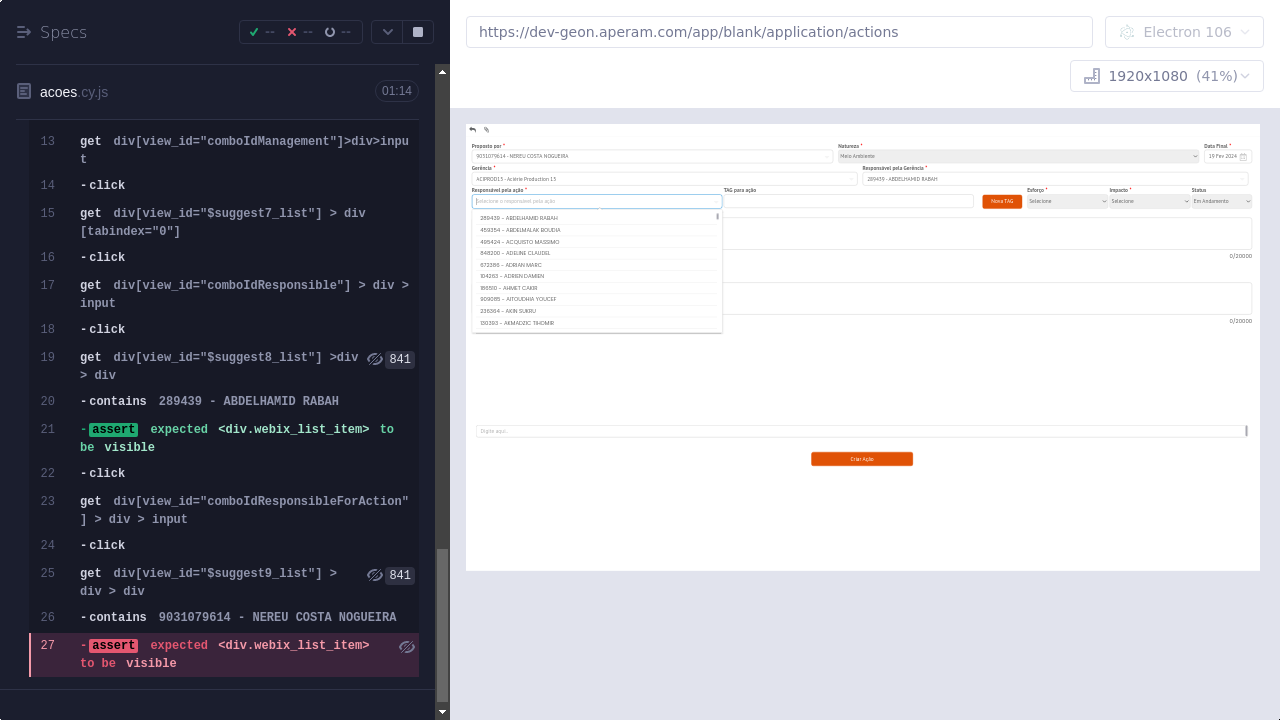 Specs
-- -- --
https://dev-geon.aperam.com/app/blank/application/actions
Electron 106
1920x1080 (41%)
acoes.cy.js
01:14
13 get div[view_id="comboIdManagement"]>div>inpu
t
14 -click
15 get div[view_id="$suggest7_list"] > div
[tabindex="0"]
16 -click
17 get div[view_id="comboIdResponsible"] > div >
input
18 -click
19 get div[view_id="$suggest8_list"] >div 841
> div
20 -contains 289439 - ABDELHAMID RABAH
21 -assert expected <div.webix_list_item> to
be visible
22 -click
23 get div[view_id="comboIdResponsibleForAction"
] > div > input
24 -click
25 get div[view_id="$suggest9_list"] > 841
div > div
26 -contains 9031079614 - NEREU COSTA NOGUEIRA
27 -assert expected <div.webix_list_item>
to be visible
Proposto por * Natureza * Data Final *
9031079614 - NEREU COSTA NOGUEIRA Meio Ambiente 19 Fev 2024
Gerência * Responsável pela Gerência *
ACIPROD15 - Aciérie Production 15 289439 - ABDELHAMID RABAH
Responsável pela ação * TAG para ação Esforço * Impacto * Status
Selecione o responsável pela ação Nova TAG Selecione Selecione Em Andamento
289439 - ABDELHAMID RABAH
459354 - ABDELMALAK BOUDIA
495424 - ACQUISTO MASSIMO
848200 - ADELINE CLAUDEL
0/20000
672386 - ADRIAN MARC
104293 - ADRIEN DAMIEN
186510 - AHMET CAKIR
909085 - AITOUDHIA YOUCEF
236364 - AKIN SUKRU
130393 - AKMADZIC TIHOMIR
0/20000
Digite aqui...
Criar Ação